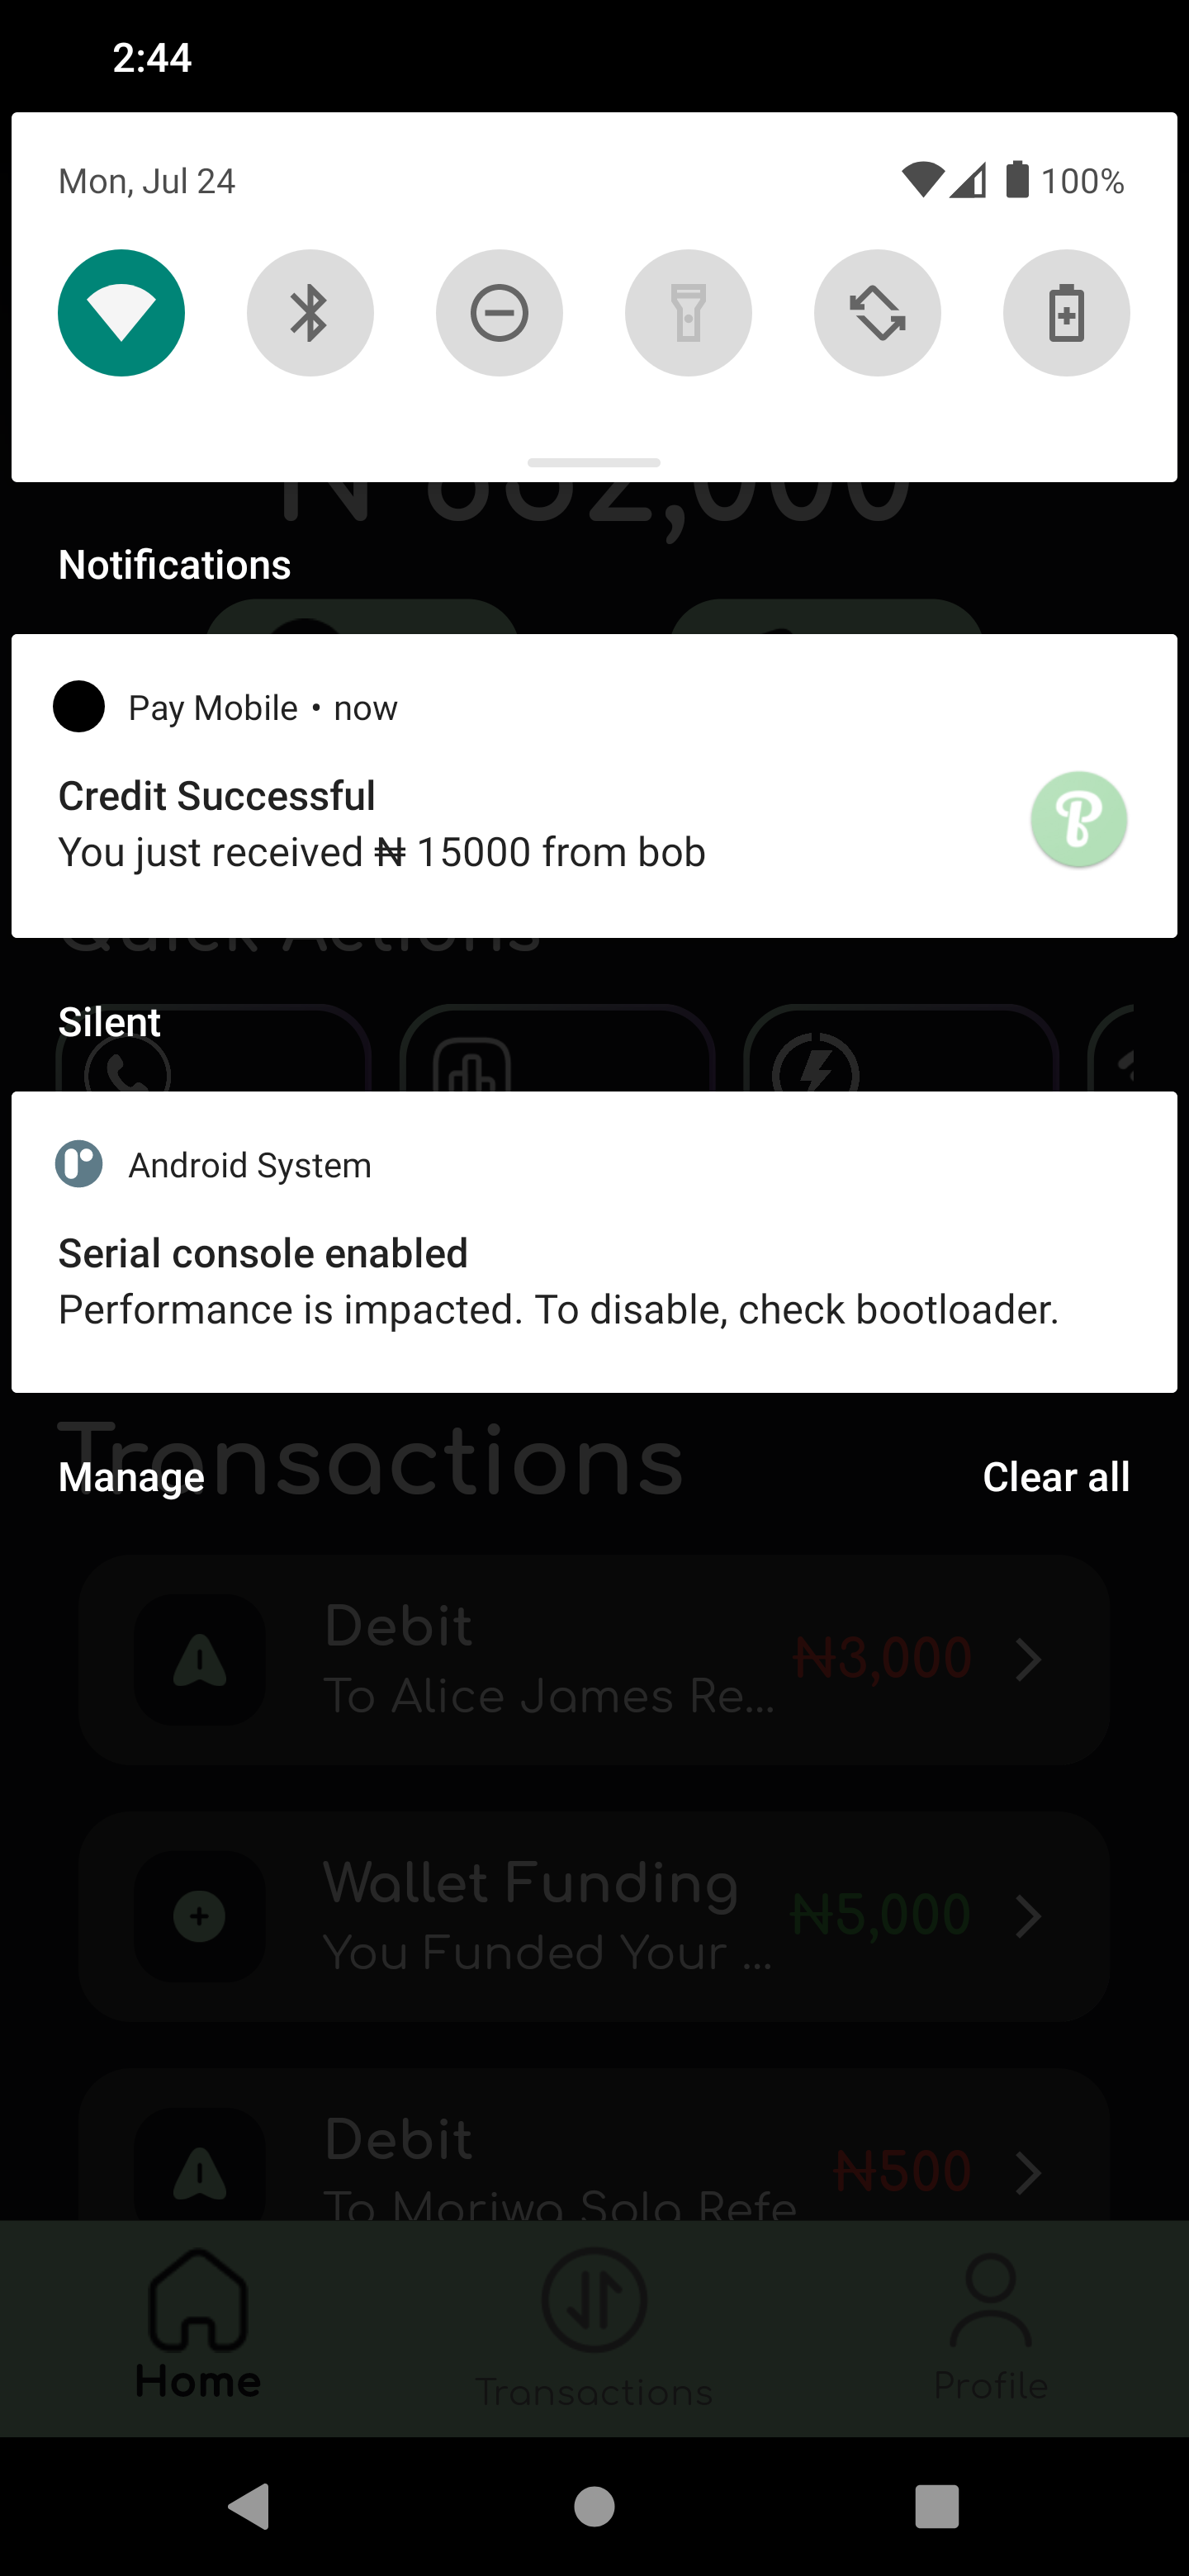 2:44
Mon, Jul 24
100%
Notifications
Pay Mobile • now
Credit Successful
You just received ₦ 15000 from bob
Silent
Android System
Serial console enabled
Performance is impacted. To disable, check bootloader.
Transactions
Manage
Clear all
Debit
To Alice James Re...
₦3,000
Wallet Funding
You Funded Your ...
₦5,000
Debit
To Moriwo Sola Refe
₦500
Home
Transactions
Profile